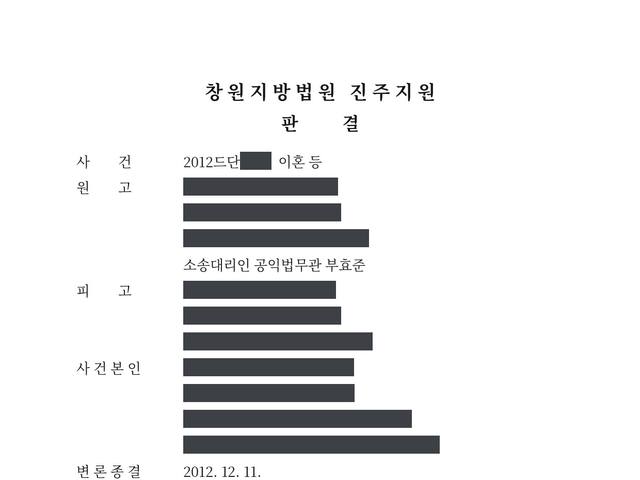 창원지방법원 진주지원
판 결
사 건 2012드단 이혼 등
원 고
소송대리인 공익법무관 부효준
피 고
사건본인
변론종결 2012. 12. 11.